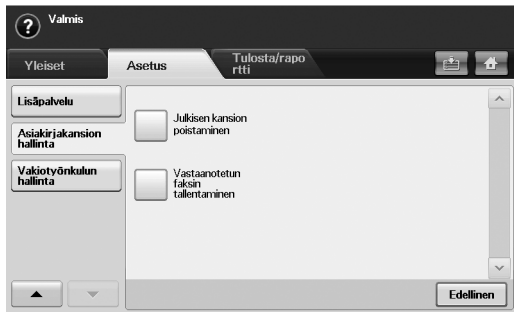 Valmis
Yleiset
Asetus
Tulosta/rapo
rtti
Lisäpalvelu
Asiakirjakansion
hallinta
Vakiotyönkulun
hallinta
Julkisen kansion
poistaminen
Vastaanotetun
faksin
tallentaminen
Edellinen